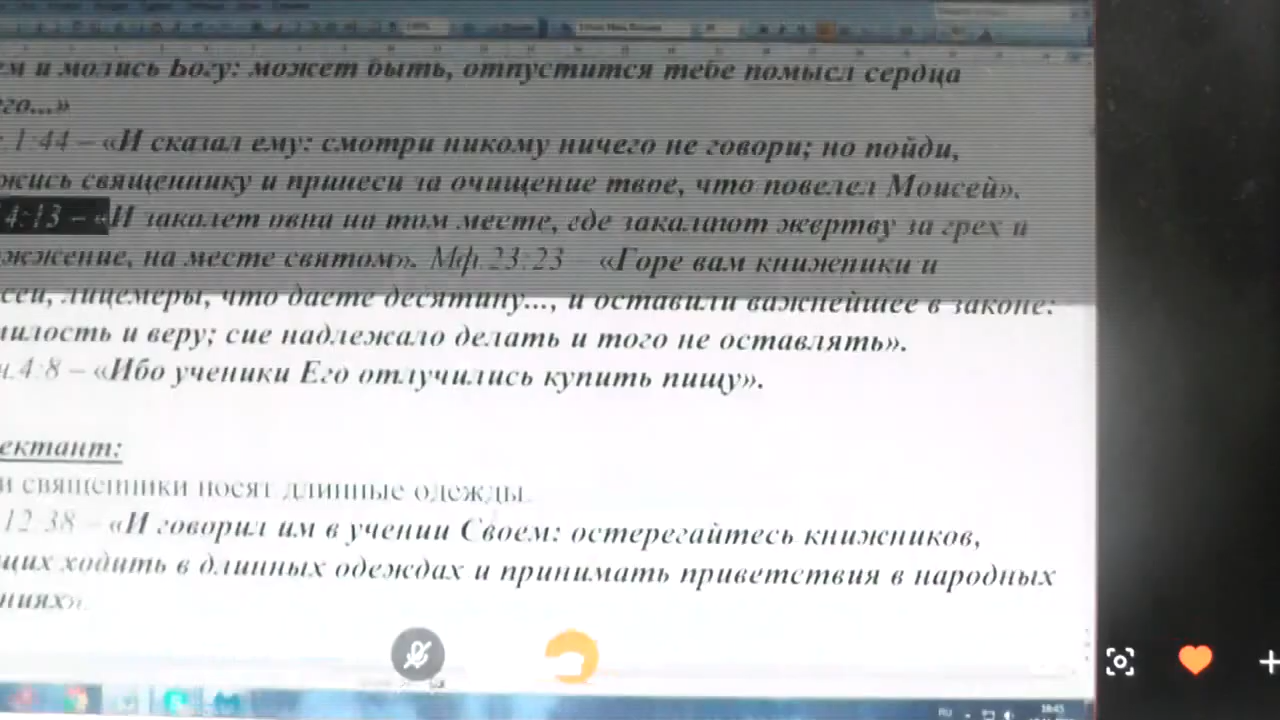 ем и молись Богу: может быть, отпустится тебе помысл сердца
его...»
1:44 – «И сказал ему: смотри никому ничего не говори; но пойди,
жись священнику и принеси за очищение твое, что повелел Моисей».
4:13 – «И заколет овна на том месте, где закалают жертву за грех и
жжение, на месте святом». Мф.23:23 – «Горе вам книжники и
сеи, лицемеры, что даете десятину..., и оставили важнейшее в законе:
милость и веру; сие надлежало делать и того не оставлять».
н.4:8 – «Ибо ученики Его отлучились купить пищу».
ектант:
и священники носят длинные одежды.
12:38 – «И говорил им в учении Своем: остерегайтесь книжников,
щих ходить в длинных одеждах и принимать приветствия в народных
ниях».
RU
18:45